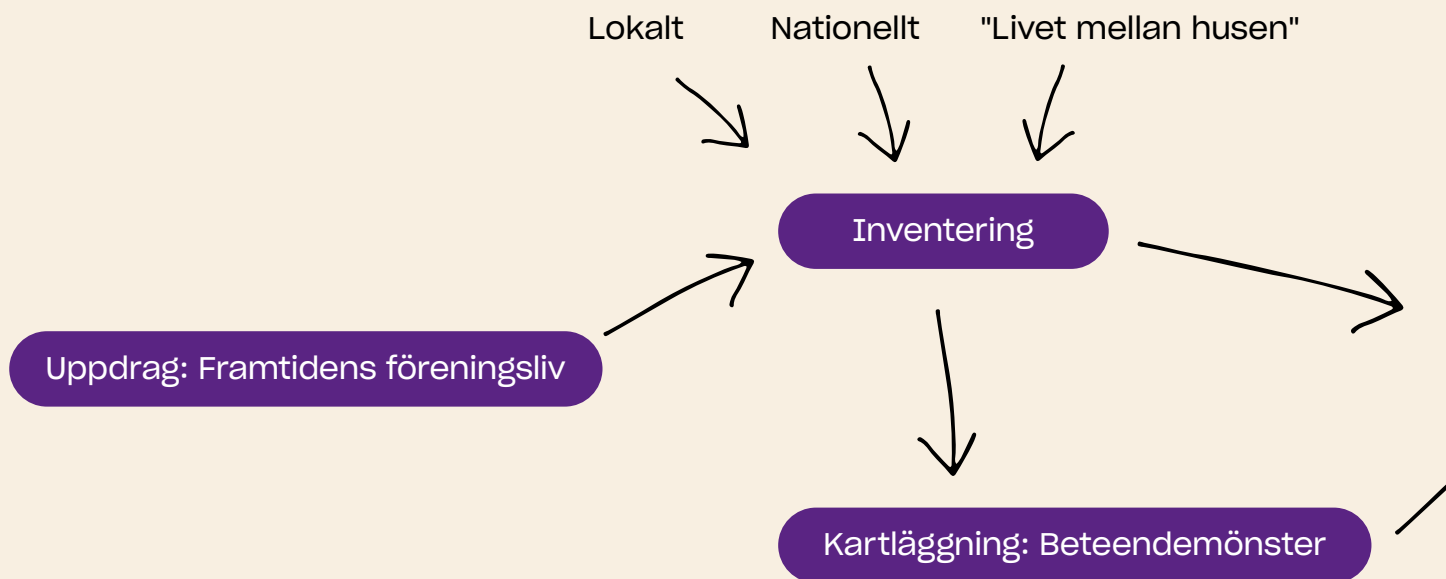 Lokalt
Nationellt
"Livet mellan husen"
Inventering
Uppdrag: Framtidens föreningsliv
Kartläggning: Beteendemönster